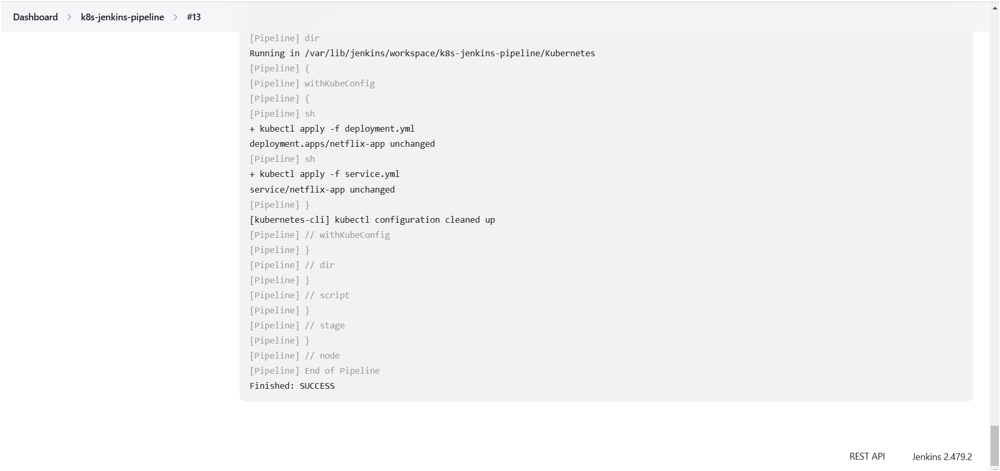 Dashboard > k8s-jenkins-pipeline > #13
[Pipeline] dir
Running in /var/lib/jenkins/workspace/k8s-jenkins-pipeline/Kubernetes
[Pipeline] {
[Pipeline] withKubeConfig
[Pipeline] {
[Pipeline] sh
+ kubectl apply -f deployment.yml
deployment.apps/netflix-app unchanged
[Pipeline] sh
+ kubectl apply -f service.yml
service/netflix-app unchanged
[Pipeline] }
[kubernetes-cli] kubectl configuration cleaned up
[Pipeline] // withKubeConfig
[Pipeline] }
[Pipeline] // dir
[Pipeline] }
[Pipeline] // script
[Pipeline] }
[Pipeline] // stage
[Pipeline] }
[Pipeline] // node
[Pipeline] End of Pipeline
Finished: SUCCESS
REST API Jenkins 2.479.2